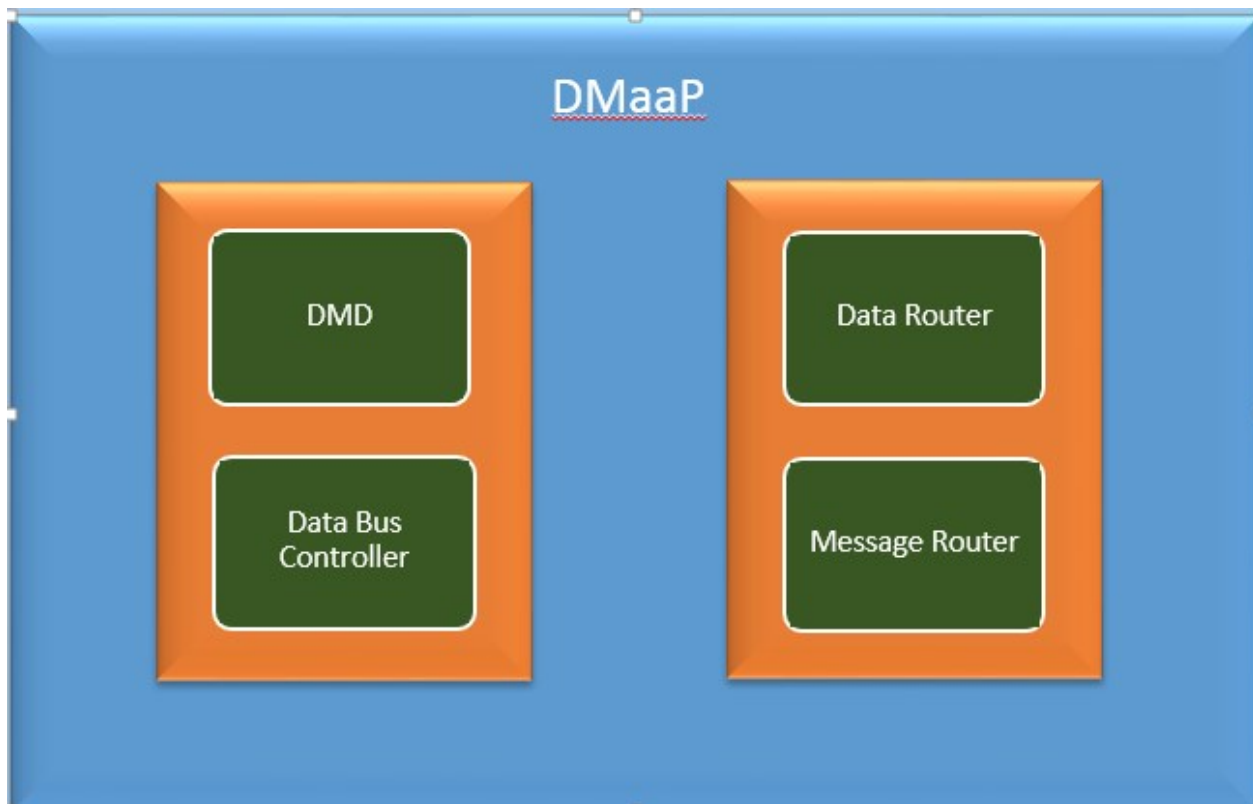 DMaaP
DMD
Data Bus
Controller
Data Router
Message Router